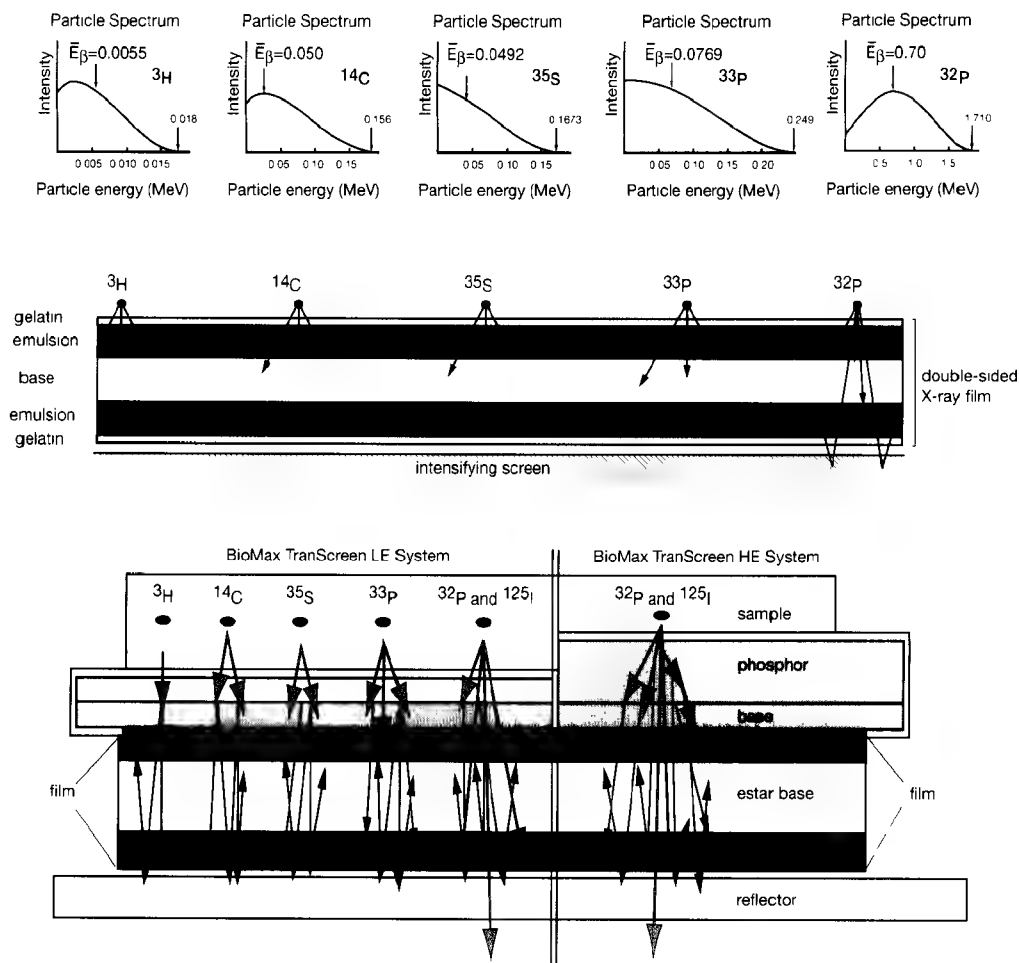 Particle Spectrum Particle Spectrum Particle Spectrum Particle Spectrum Particle Spectrum
Intensity
Ēβ=0.0055
³H
0.018
0 005 0 010 0 015
Particle energy (MeV)
Intensity
Ēβ=0.050
¹⁴C
0.156
0.05 0 10 0.15
Particle energy (MeV)
Intensity
Ēβ=0.0492
³⁵S
0.1673
0 05 0 10 0.15
Particle energy (MeV)
Intensity
Ēβ=0.0769
³³P
0.249
0 05 0 10 0.15 0 20
Particle energy (MeV)
Intensity
Ēβ=0.70
³²P
1.710
0.5 1.0 1.5
Particle energy (MeV)
³H ¹⁴C ³⁵S ³³P ³²P
gelatin
emulsion
base
emulsion
gelatin
double-sided
X-ray film
intensifying screen
BioMax TranScreen LE System
BioMax TranScreen HE System
³H ¹⁴C ³⁵S ³³P ³²P and ¹²⁵I
³²P and ¹²⁵I
sample
phosphor
base
film
estar base
film
reflector